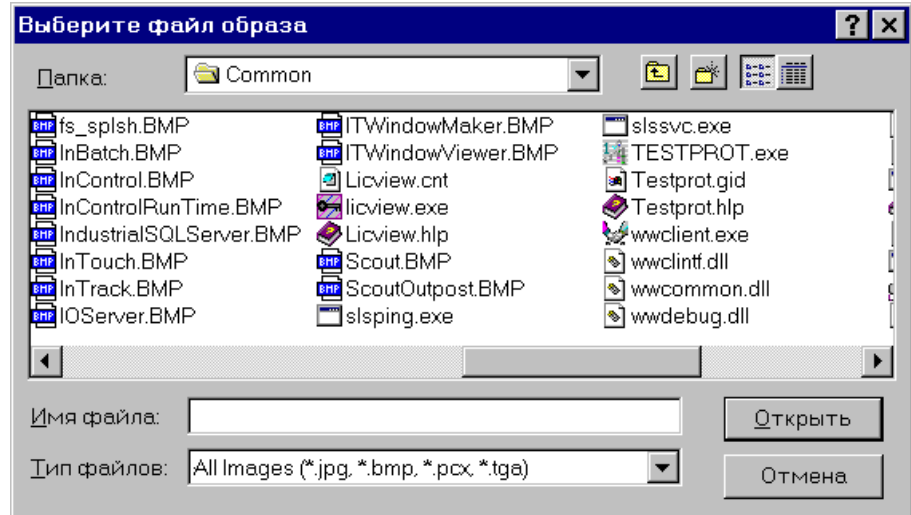 Выберите файл образа
Папка: Common
fs_splsh.BMP ITWindowMaker.BMP slssvc.exe
InBatch.BMP ITWindowViewer.BMP TESTPROT.exe
InControl.BMP Licview.cnt Testprot.gid
InControlRunTime.BMP licview.exe Testprot.hlp
IndustrialSQLServer.BMP Licview.hlp wwclient.exe
InTouch.BMP Scout.BMP wwclintf.dll
InTrack.BMP ScoutOutpost.BMP wwcommon.dll
IOServer.BMP slsping.exe wwdebug.dll
Имя файла: Открыть
Тип файлов: All Images (*.jpg, *.bmp, *.pcx, *.tga) Отмена